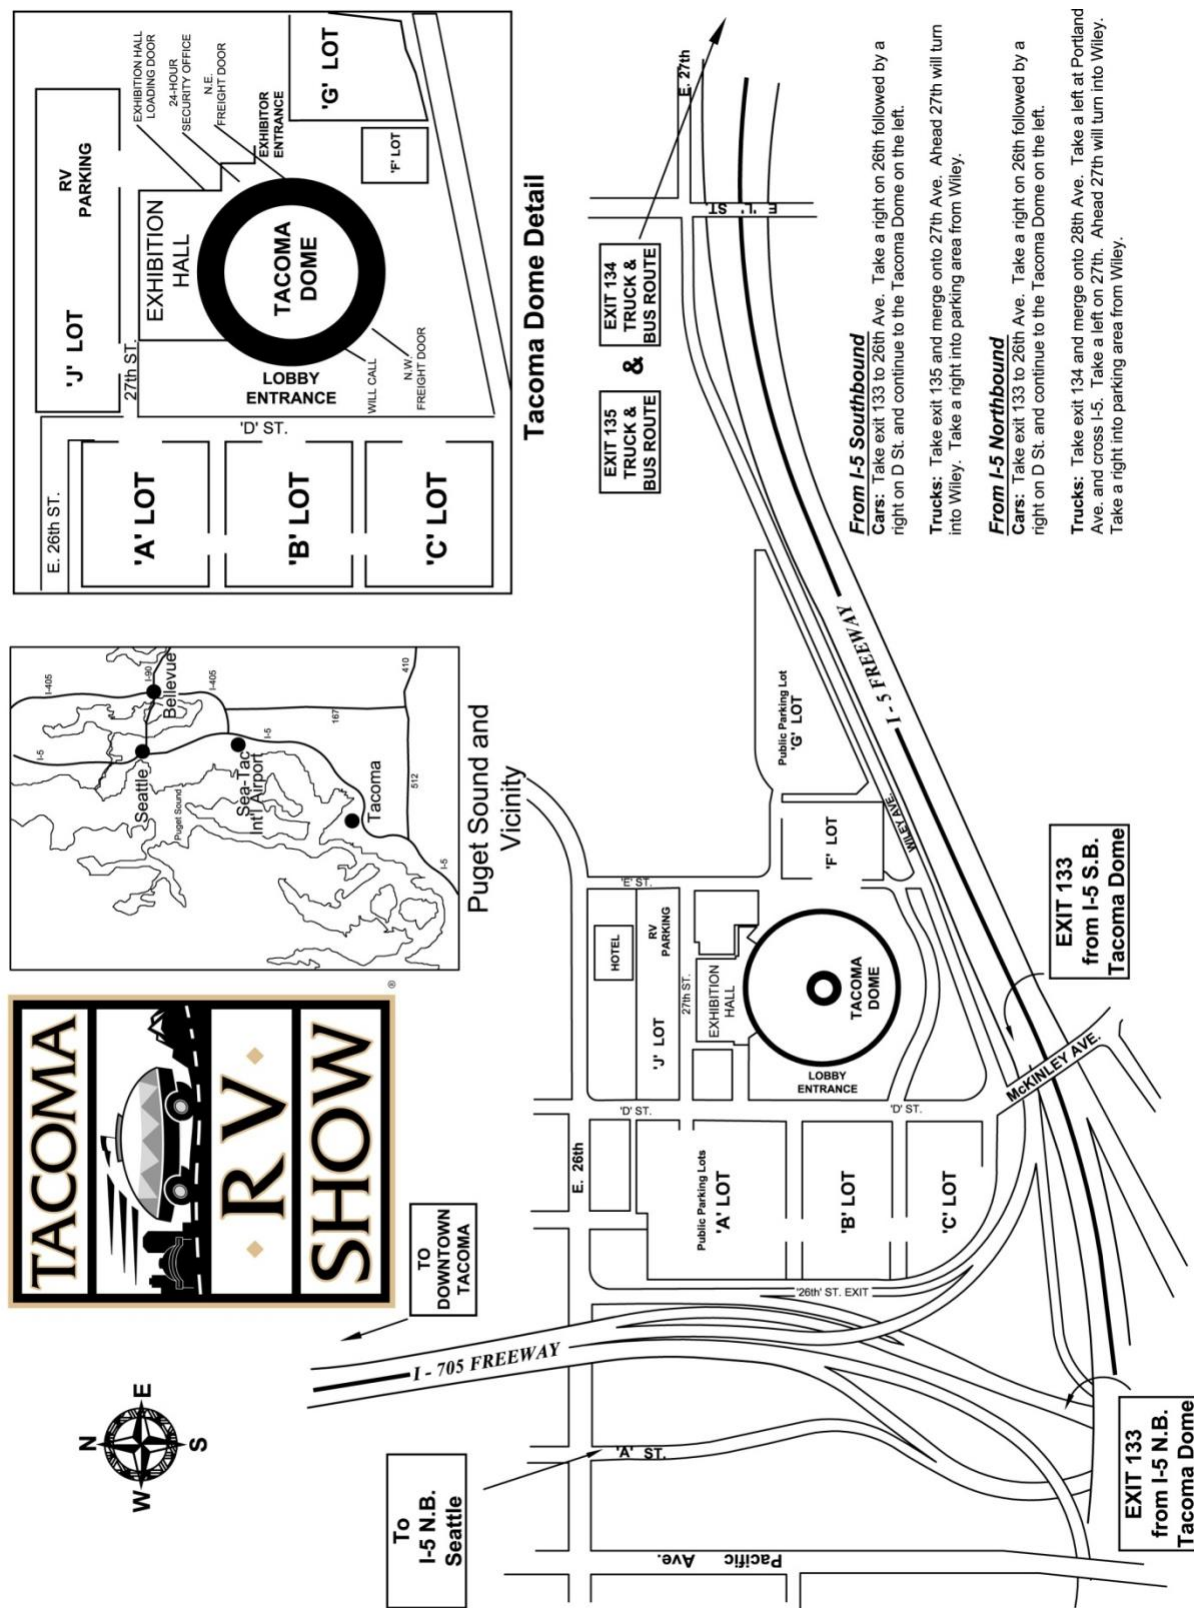 TACOMA
· RV ·
SHOW
®
N
E
S
W
I-5
I-405
I-90
Seattle
Bellevue
Puget Sound
I-405
Sea-Tac
Int'l Airport
I-5
167
Tacoma
512
410
I-5
Puget Sound and
Vicinity
E. 26th ST.
'J' LOT
RV
PARKING
27th ST.
EXHIBITION HALL
LOADING DOOR
24-HOUR
SECURITY OFFICE
N.E.
FREIGHT DOOR
EXHIBITION
HALL
EXHIBITOR
ENTRANCE
'G' LOT
'A' LOT
'D' ST.
LOBBY
ENTRANCE
TACOMA
DOME
'F' LOT
'B' LOT
WILL CALL
N.W.
FREIGHT DOOR
'C' LOT
Tacoma Dome Detail
TO
DOWNTOWN
TACOMA
To
I-5 N.B.
Seattle
I - 705 FREEWAY
E. 26th
'A' ST.
Pacific
Ave.
'26th' ST. EXIT
Public Parking Lots
'A' LOT
'B' LOT
'C' LOT
'D' ST.
'D' ST.
HOTEL
'J' LOT
RV
PARKING
'E' ST.
27th ST.
EXHIBITION
HALL
LOBBY
ENTRANCE
TACOMA
DOME
'F' LOT
Public Parking Lot
'G' LOT
WILEY AVE.
I - 5 FREEWAY
McKINLEY AVE.
EXIT 135
TRUCK &
BUS ROUTE
&
EXIT 134
TRUCK &
BUS ROUTE
E. 27th
E 'L' ST
EXIT 133
from I-5 N.B.
Tacoma Dome
EXIT 133
from I-5 S.B.
Tacoma Dome
From I-5 Southbound
Cars: Take exit 133 to 26th Ave. Take a right on 26th followed by a
right on D St. and continue to the Tacoma Dome on the left.
Trucks: Take exit 135 and merge onto 27th Ave. Ahead 27th will turn
into Wiley. Take a right into parking area from Wiley.
From I-5 Northbound
Cars: Take exit 133 to 26th Ave. Take a right on 26th followed by a
right on D St. and continue to the Tacoma Dome on the left.
Trucks: Take exit 134 and merge onto 28th Ave. Take a left at Portland
Ave. and cross I-5. Take a left on 27th. Ahead 27th will turn into Wiley.
Take a right into parking area from Wiley.